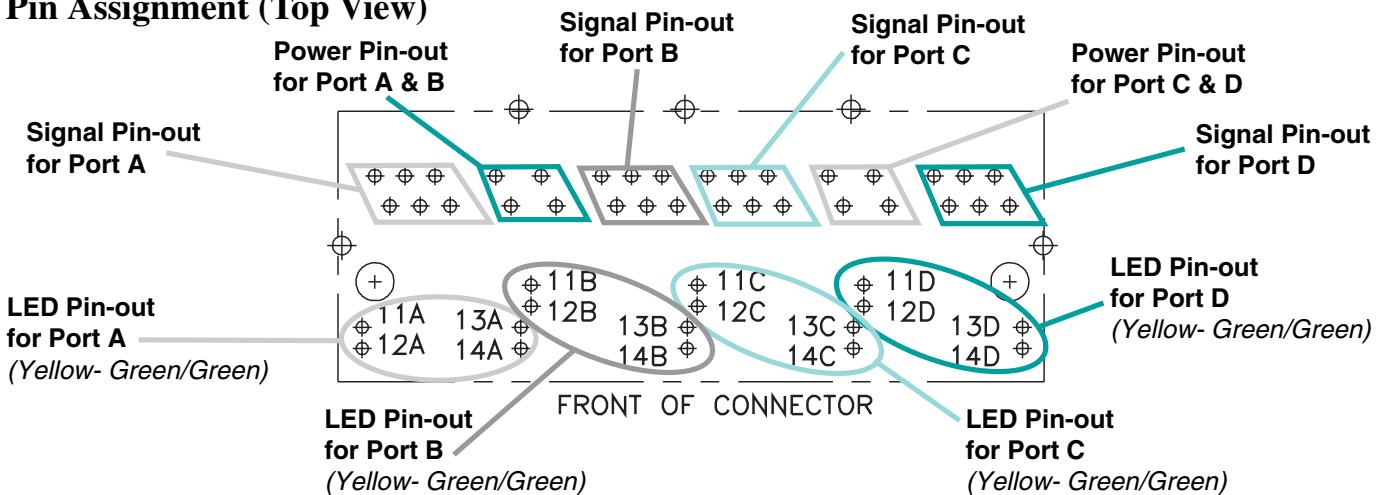 Pin Assignment (Top View)
Signal Pin-out
for Port A
Power Pin-out
for Port A & B
Signal Pin-out
for Port B
Signal Pin-out
for Port C
Power Pin-out
for Port C & D
Signal Pin-out
for Port D
LED Pin-out
for Port A
(Yellow- Green/Green)
11A
12A
13A
14A
11B
12B
13B
14B
11C
12C
13C
14C
11D
12D
13D
14D
LED Pin-out
for Port D
(Yellow- Green/Green)
FRONT OF CONNECTOR
LED Pin-out
for Port B
(Yellow- Green/Green)
LED Pin-out
for Port C
(Yellow- Green/Green)